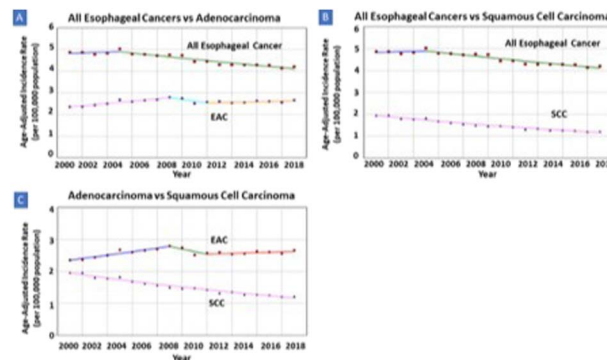 A
All Esophageal Cancers vs Adenocarcinoma
Age-Adjusted Incidence Rate
(per 100,000 population)
6
5
4
3
2
1
0
All Esophageal Cancer
EAC
2000 2002 2004 2006 2008 2010 2012 2014 2016 2018
Year
B
All Esophageal Cancers vs Squamous Cell Carcinoma
Age-Adjusted Incidence Rate
(per 100,000 population)
6
5
4
3
2
1
0
All Esophageal Cancer
SCC
2000 2002 2004 2006 2008 2010 2012 2014 2016
Year
C
Adenocarcinoma vs Squamous Cell Carcinoma
Age-Adjusted Incidence Rate
(per 100,000 population)
4
3
2
1
0
EAC
SCC
2000 2002 2004 2006 2008 2010 2012 2014 2016 2018
Year